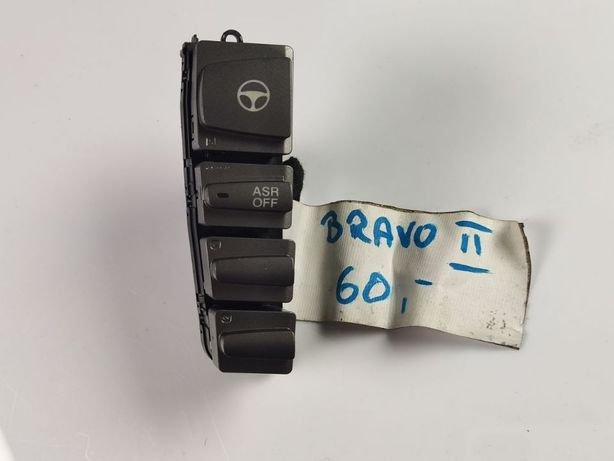 ASR
OFF
BRAVO II
60,-